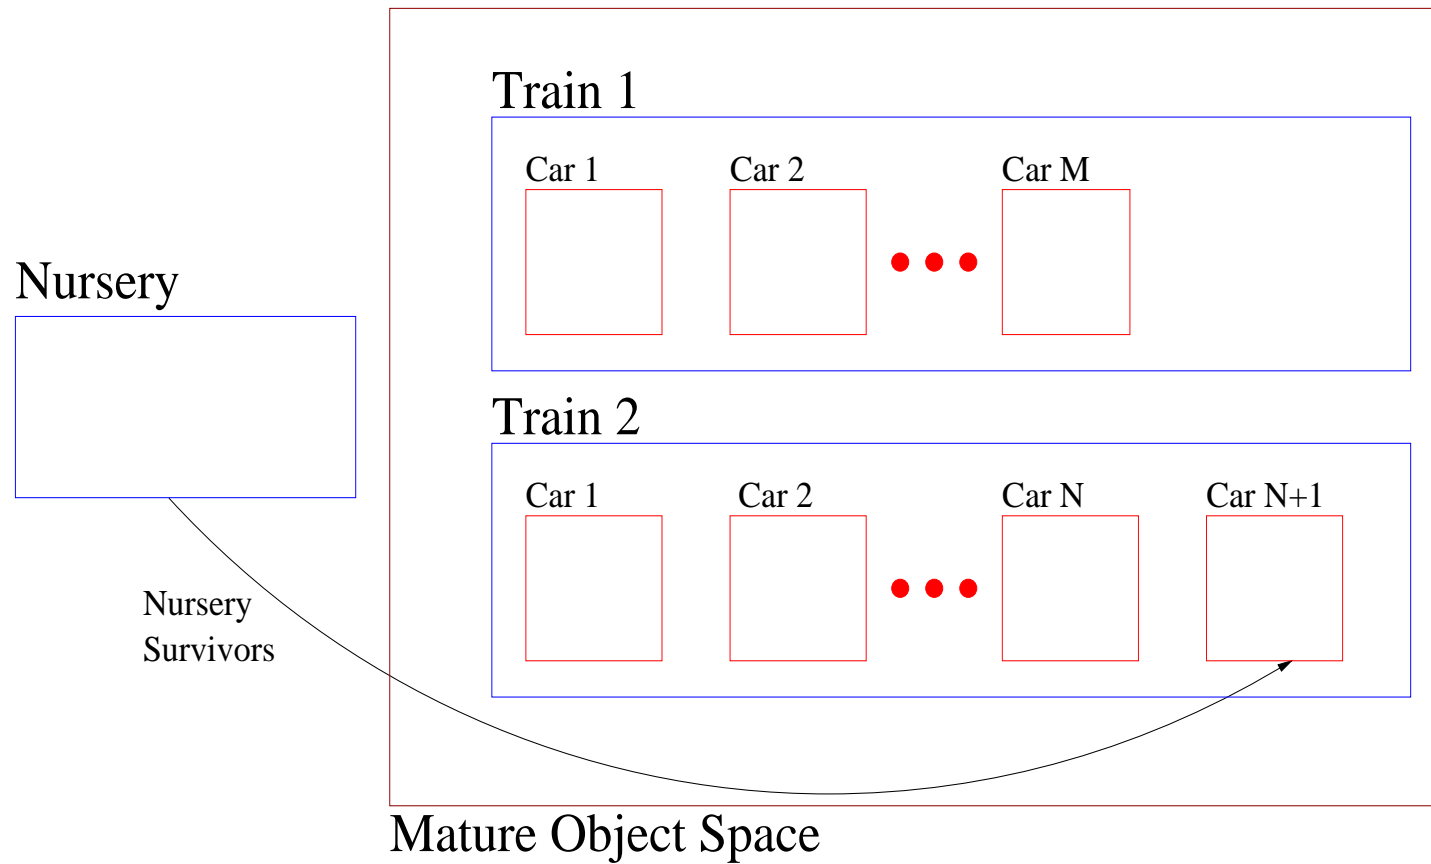 Train 1
Car 1
Car 2
Car M
Nursery
Train 2
Car 1
Car 2
Car N
Car N+1
Nursery
Survivors
Mature Object Space